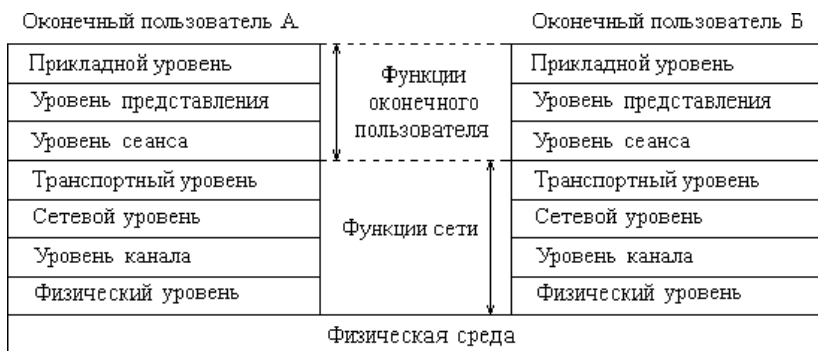 Оконечный пользователь А
Оконечный пользователь Б
Прикладной уровень
Уровень представления
Уровень сеанса
Транспортный уровень
Сетевой уровень
Уровень канала
Физический уровень
Функции
оконечного
пользователя
Функции сети
Прикладной уровень
Уровень представления
Уровень сеанса
Транспортный уровень
Сетевой уровень
Уровень канала
Физический уровень
Физическая среда